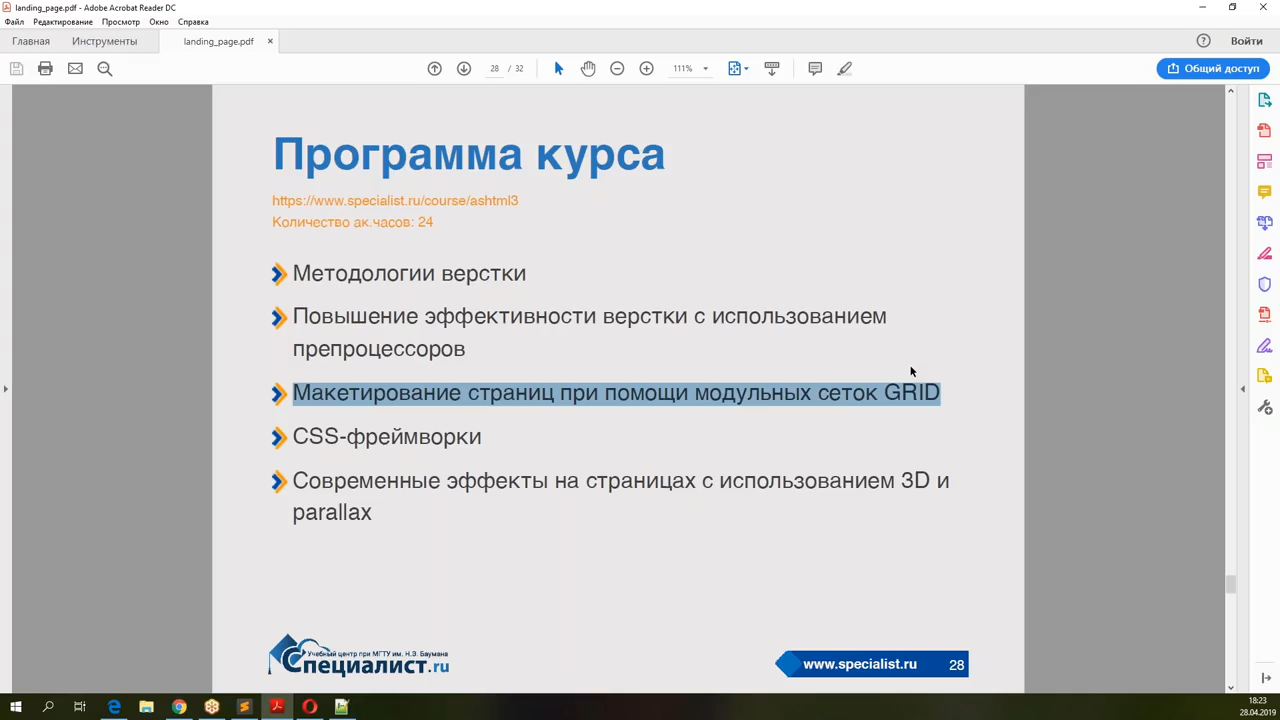 landing_page.pdf - Adobe Acrobat Reader DC
Файл Редактирование Просмотр Окно Справка
Главная Инструменты landing_page.pdf × Войти
28 / 32 111% Общий доступ
Программа курса
https://www.specialist.ru/course/ashtml3
Количество ак.часов: 24
Методологии верстки
Повышение эффективности верстки с использованием
препроцессоров
Макетирование страниц при помощи модульных сеток GRID
CSS-фреймворки
Современные эффекты на страницах с использованием 3D и
parallax
Учебный центр при МГТУ им. Н.Э. Баумана
Специалист.ru
www.specialist.ru 28
18:23
28.04.2019